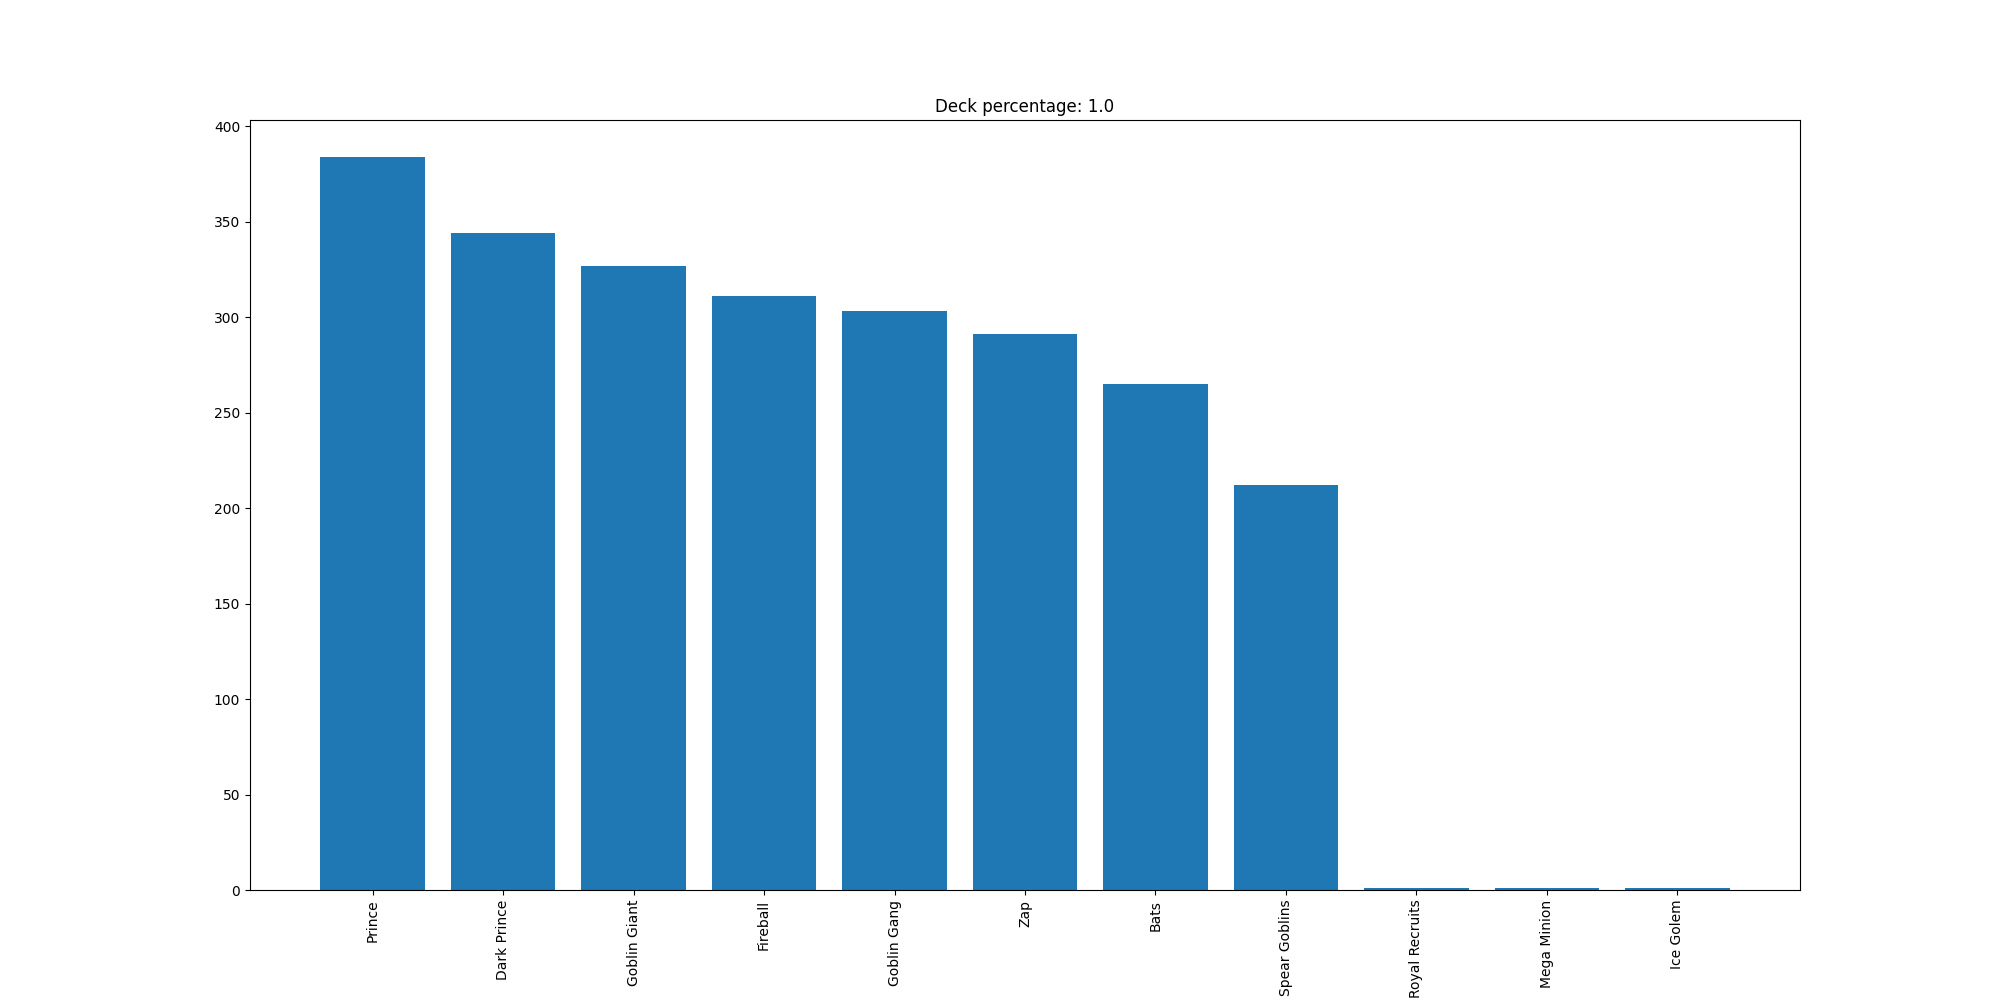 Deck percentage: 1.0
400
350
300
250
200
150
100
50
0
Prince
Dark Prince
Goblin Giant
Fireball
Goblin Gang
Zap
Bats
Spear Goblins
Royal Recruits
Mega Minion
Ice Golem